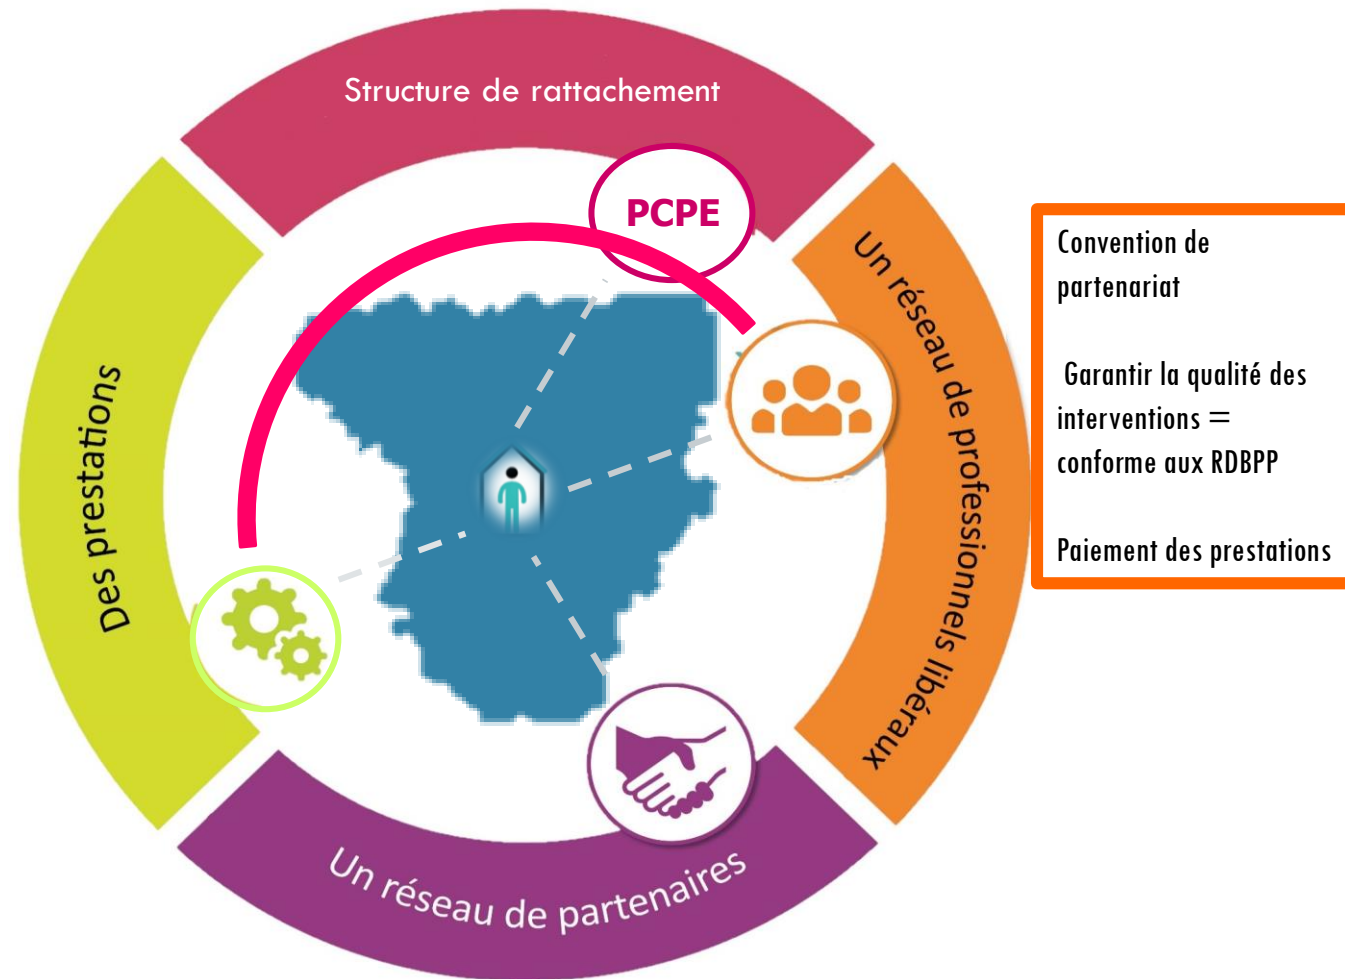 Structure de rattachement
PCPE
Un réseau de professionnels libéraux
Convention de
partenariat
Garantir la qualité des
interventions =
conforme aux RDBPP
Paiement des prestations
Des prestations
Un réseau de partenaires